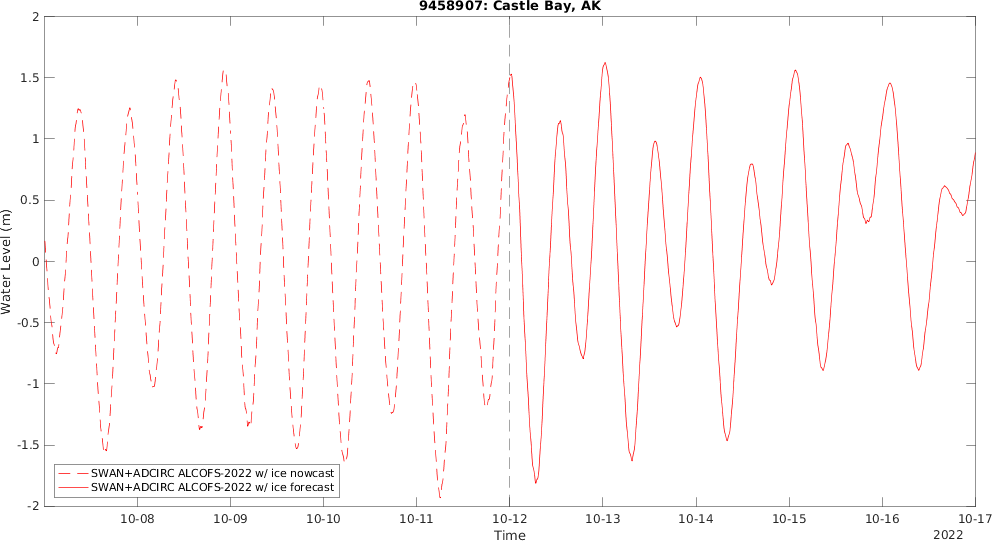 9458907: Castle Bay, AK
2
1.5
1
0.5
0
-0.5
-1
-1.5
-2
Water Level (m)
SWAN+ADCIRC ALCOFS-2022 w/ ice nowcast
SWAN+ADCIRC ALCOFS-2022 w/ ice forecast
10-08 10-09 10-10 10-11 10-12 10-13 10-14 10-15 10-16 10-17
Time
2022